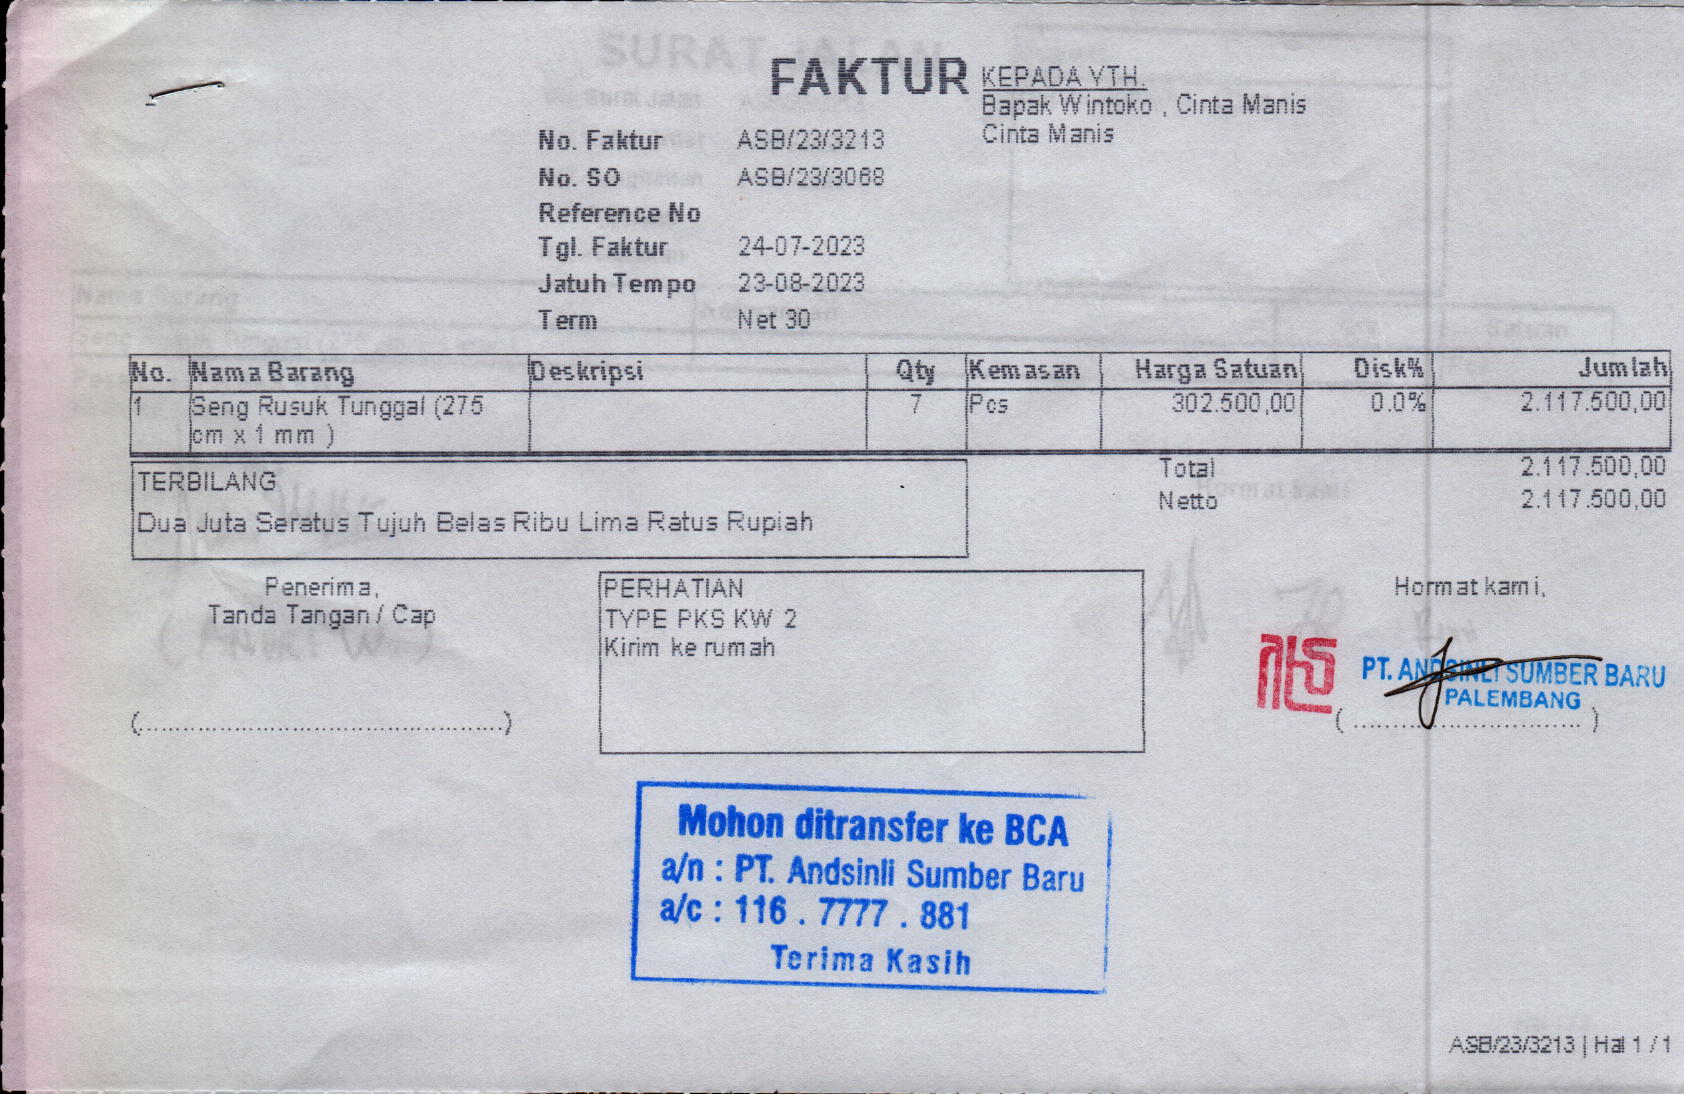 FAKTUR
KEPADA YTH.
Bapak Wintoko , Cinta Manis
Cinta Manis
No. Faktur ASB/23/3213
No. SO ASB/23/3068
Reference No
Tgl. Faktur 24-07-2023
Jatuh Tempo 23-08-2023
Term Net 30
No. Nama Barang Deskripsi Qty Kemasan Harga Satuan Disk% Jumlah
1 Seng Rusuk Tunggal (275 7 Pcs 302.500,00 0.0% 2.117.500,00
cm x 1 mm )
Total 2.117.500,00
Netto 2.117.500,00
TERBILANG
Dua Juta Seratus Tujuh Belas Ribu Lima Ratus Rupiah
Penerima,
Tanda Tangan / Cap
(..............................................)
PERHATIAN
TYPE PKS KW 2
Kirim ke rumah
Hormat kami,
PT. ANDSINLI SUMBER BARU
PALEMBANG
( ............................. )
Mohon ditransfer ke BCA
a/n : PT. Andsinli Sumber Baru
a/c : 116 . 7777 . 881
Terima Kasih
ASB/23/3213 | Hal 1 / 1
SURAT JALAN